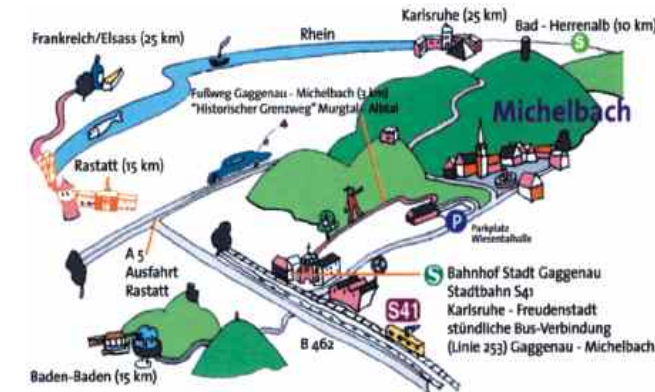 Karlsruhe (25 km)
Bad - Herrenalb (10 km)
Frankreich/Elsass (25 km)
Rhein
S
Fußweg Gaggenau - Michelbach (3 km)
"Historischer Grenzweg" Murgtal - Albtal
Michelbach
Rastatt (15 km)
P
Parkplatz
Wiesentalhalle
A 5
Ausfahrt
Rastatt
S Bahnhof Stadt Gaggenau
Stadtbahn S41
Karlsruhe - Freudenstadt
stündliche Bus-Verbindung
(Linie 253) Gaggenau - Michelbach
S41
B 462
Baden-Baden (15 km)